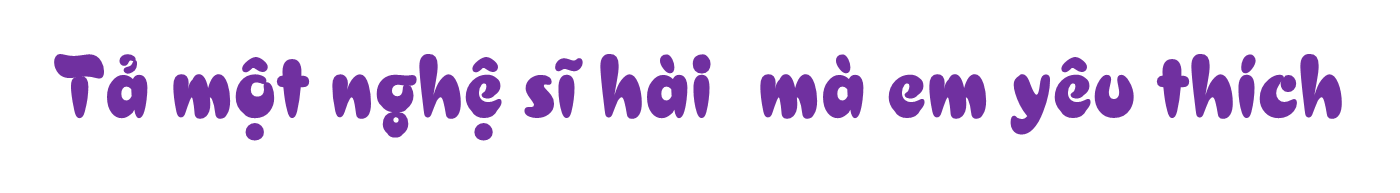 Tả một nghệ sĩ hài mà em yêu thích